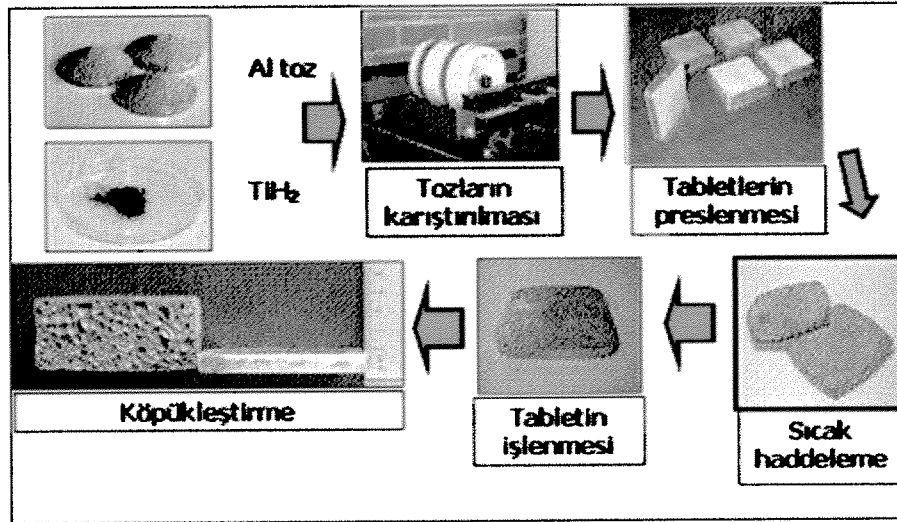 Al toz
TiH₂
Tozların
karıştırılması
Tabletlerin
preslenmesi
Sıcak
haddeleme
Tabletin
işlenmesi
Köpükleştirme